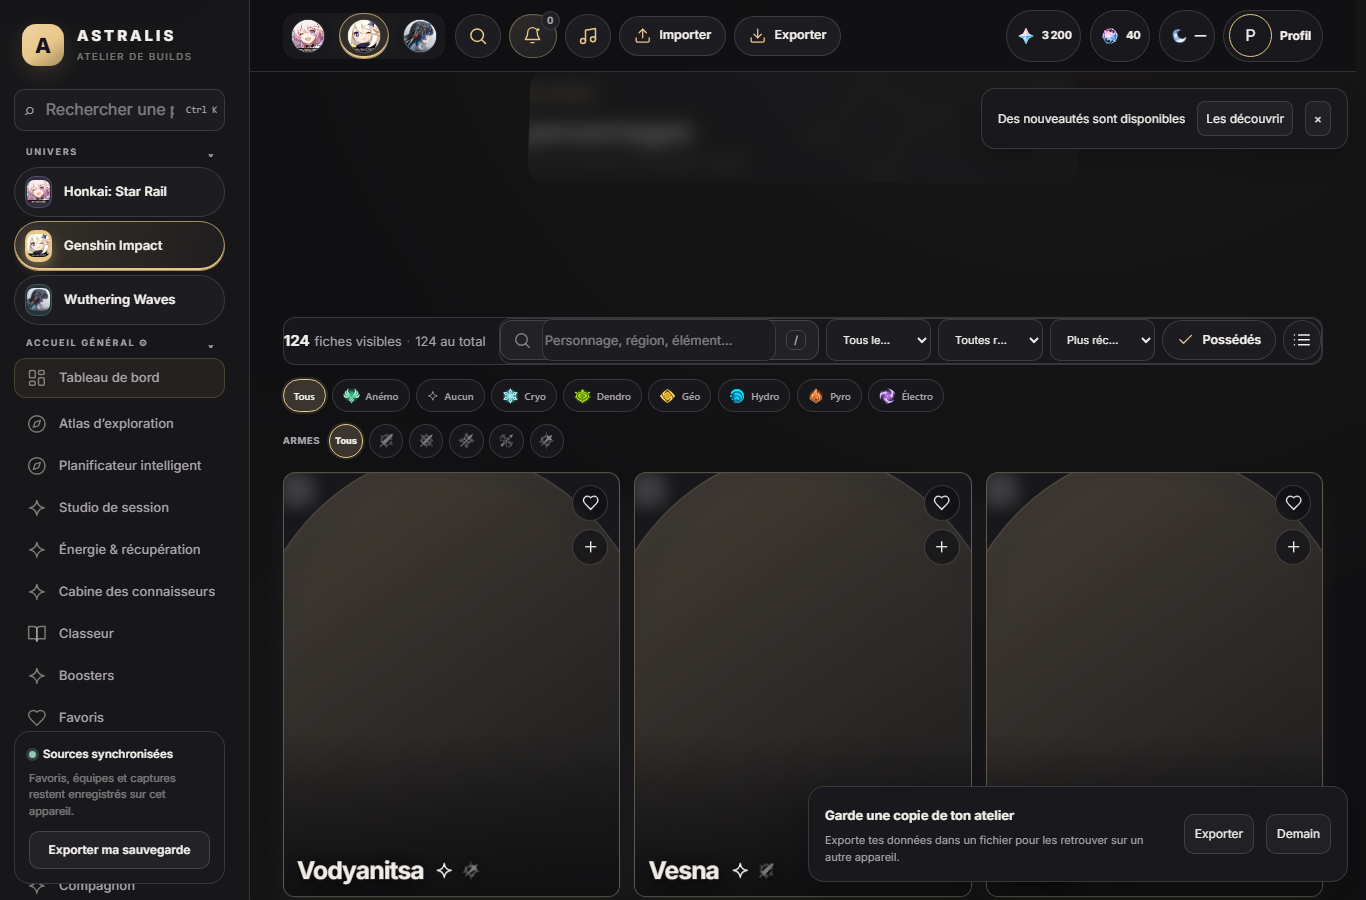 A
ASTRALIS
ATELIER DE BUILDS
Rechercher une p
Ctrl K
UNIVERS
Honkai: Star Rail
Genshin Impact
Wuthering Waves
ACCUEIL GÉNÉRAL
Tableau de bord
Atlas d’exploration
Planificateur intelligent
Studio de session
Énergie & récupération
Cabine des connaisseurs
Classeur
Boosters
Favoris
Sources synchronisées
Favoris, équipes et captures
restent enregistrés sur cet
appareil.
Exporter ma sauvegarde
Compagnon
0
Importer
Exporter
3 200
40
—
P
Profil
Des nouveautés sont disponibles
Les découvrir
×
124 fiches visibles · 124 au total
Personnage, région, élément...
/
Tous le...
Toutes r...
Plus réc...
Possédés
Tous
Anémo
Aucun
Cryo
Dendro
Géo
Hydro
Pyro
Électro
ARMES
Tous
Vodyanitsa
Vesna
Garde une copie de ton atelier
Exporte tes données dans un fichier pour les retrouver sur un
autre appareil.
Exporter
Demain